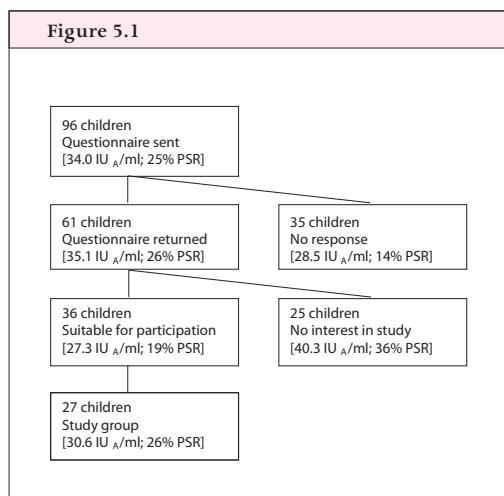 Figure 5.1
96 children
Questionnaire sent
[34.0 IU A/ml; 25% PSR]
61 children
Questionnaire returned
[35.1 IU A/ml; 26% PSR]
35 children
No response
[28.5 IU A/ml; 14% PSR]
36 children
Suitable for participation
[27.3 IU A/ml; 19% PSR]
25 children
No interest in study
[40.3 IU A/ml; 36% PSR]
27 children
Study group
[30.6 IU A/ml; 26% PSR]